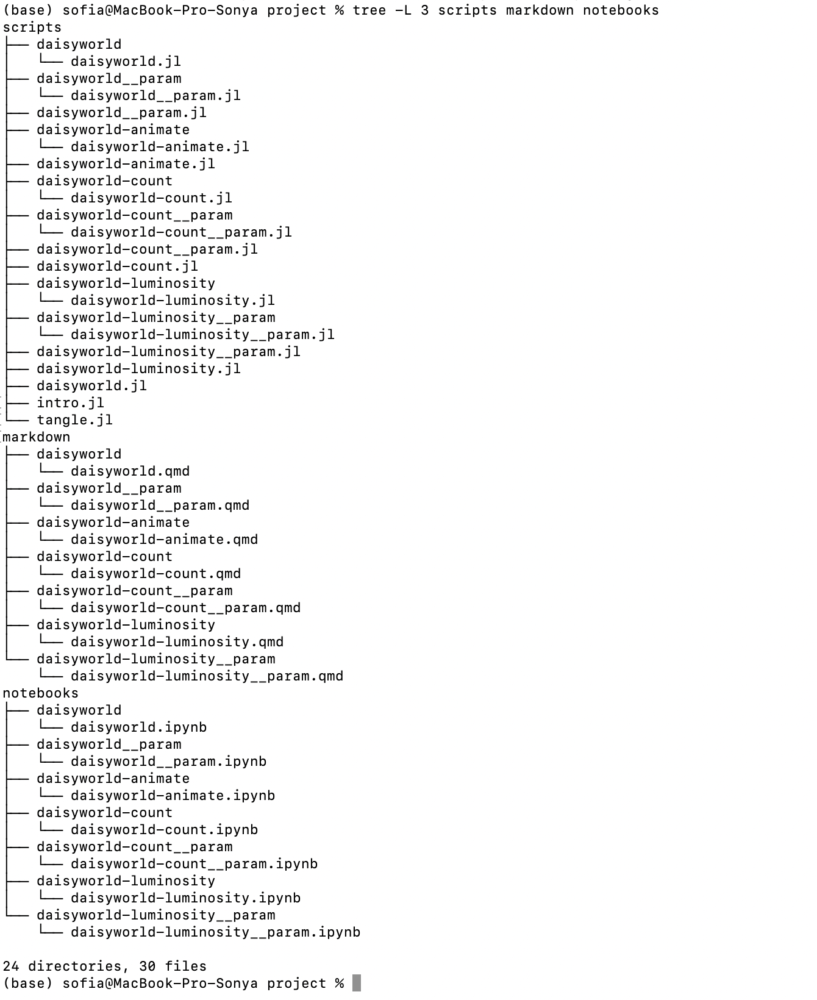 (base) sofia@MacBook-Pro-Sonya project % tree -L 3 scripts markdown notebooks
scripts
├── daisyworld
│   └── daisyworld.jl
├── daisyworld__param
│   └── daisyworld__param.jl
├── daisyworld__param.jl
├── daisyworld-animate
│   └── daisyworld-animate.jl
├── daisyworld-animate.jl
├── daisyworld-count
│   └── daisyworld-count.jl
├── daisyworld-count__param
│   └── daisyworld-count__param.jl
├── daisyworld-count__param.jl
├── daisyworld-count.jl
├── daisyworld-luminosity
│   └── daisyworld-luminosity.jl
├── daisyworld-luminosity__param
│   └── daisyworld-luminosity__param.jl
├── daisyworld-luminosity__param.jl
├── daisyworld-luminosity.jl
├── daisyworld.jl
├── intro.jl
└── tangle.jl
markdown
├── daisyworld
│   └── daisyworld.qmd
├── daisyworld__param
│   └── daisyworld__param.qmd
├── daisyworld-animate
│   └── daisyworld-animate.qmd
├── daisyworld-count
│   └── daisyworld-count.qmd
├── daisyworld-count__param
│   └── daisyworld-count__param.qmd
├── daisyworld-luminosity
│   └── daisyworld-luminosity.qmd
└── daisyworld-luminosity__param
    └── daisyworld-luminosity__param.qmd
notebooks
├── daisyworld
│   └── daisyworld.ipynb
├── daisyworld__param
│   └── daisyworld__param.ipynb
├── daisyworld-animate
│   └── daisyworld-animate.ipynb
├── daisyworld-count
│   └── daisyworld-count.ipynb
├── daisyworld-count__param
│   └── daisyworld-count__param.ipynb
├── daisyworld-luminosity
│   └── daisyworld-luminosity.ipynb
└── daisyworld-luminosity__param
    └── daisyworld-luminosity__param.ipynb

24 directories, 30 files
(base) sofia@MacBook-Pro-Sonya project %